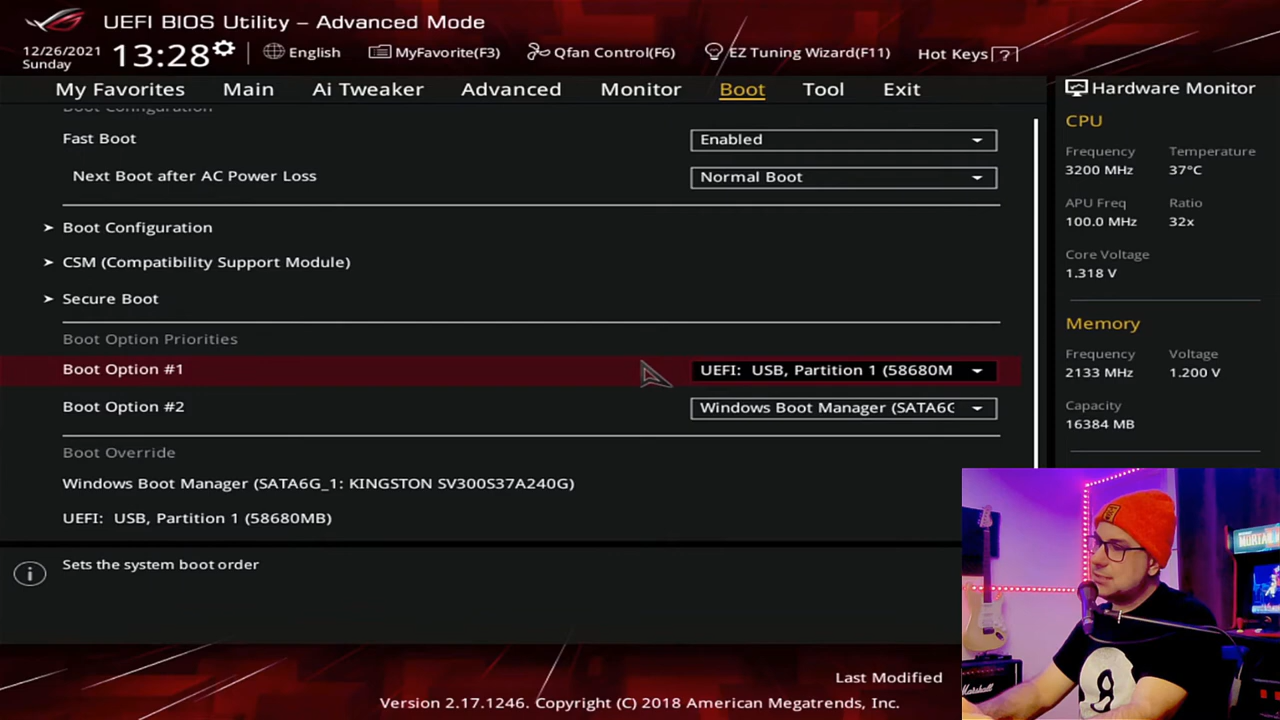 UEFI BIOS Utility – Advanced Mode
12/26/2021
Sunday
13:28
English
MyFavorite(F3)
Qfan Control(F6)
EZ Tuning Wizard(F11)
Hot Keys ?
My Favorites
Main
Ai Tweaker
Advanced
Monitor
Boot
Tool
Exit
Hardware Monitor
Boot Configuration
Fast Boot
Enabled
Next Boot after AC Power Loss
Normal Boot
Boot Configuration
CSM (Compatibility Support Module)
Secure Boot
Boot Option Priorities
Boot Option #1
UEFI: USB, Partition 1 (58680M
Boot Option #2
Windows Boot Manager (SATA6G
Boot Override
Windows Boot Manager (SATA6G_1: KINGSTON SV300S37A240G)
UEFI: USB, Partition 1 (58680MB)
Sets the system boot order
CPU
Frequency
Temperature
3200 MHz
37°C
APU Freq
Ratio
100.0 MHz
32x
Core Voltage
1.318 V
Memory
Frequency
Voltage
2133 MHz
1.200 V
Capacity
16384 MB
Marshall
Last Modified
Version 2.17.1246. Copyright (C) 2018 American Megatrends, Inc.